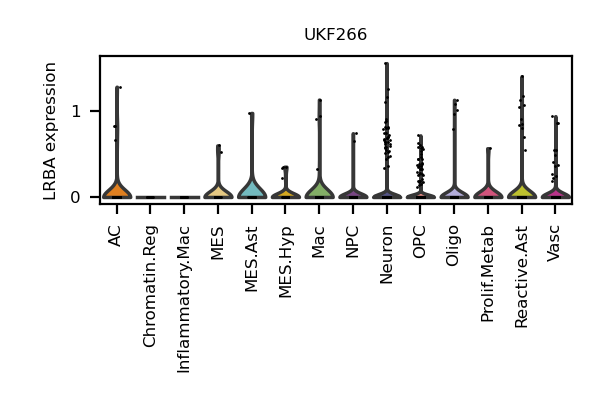 UKF266
LRBA expression
1
0
AC
Chromatin.Reg
Inflammatory.Mac
MES
MES.Ast
MES.Hyp
Mac
NPC
Neuron
OPC
Oligo
Prolif.Metab
Reactive.Ast
Vasc